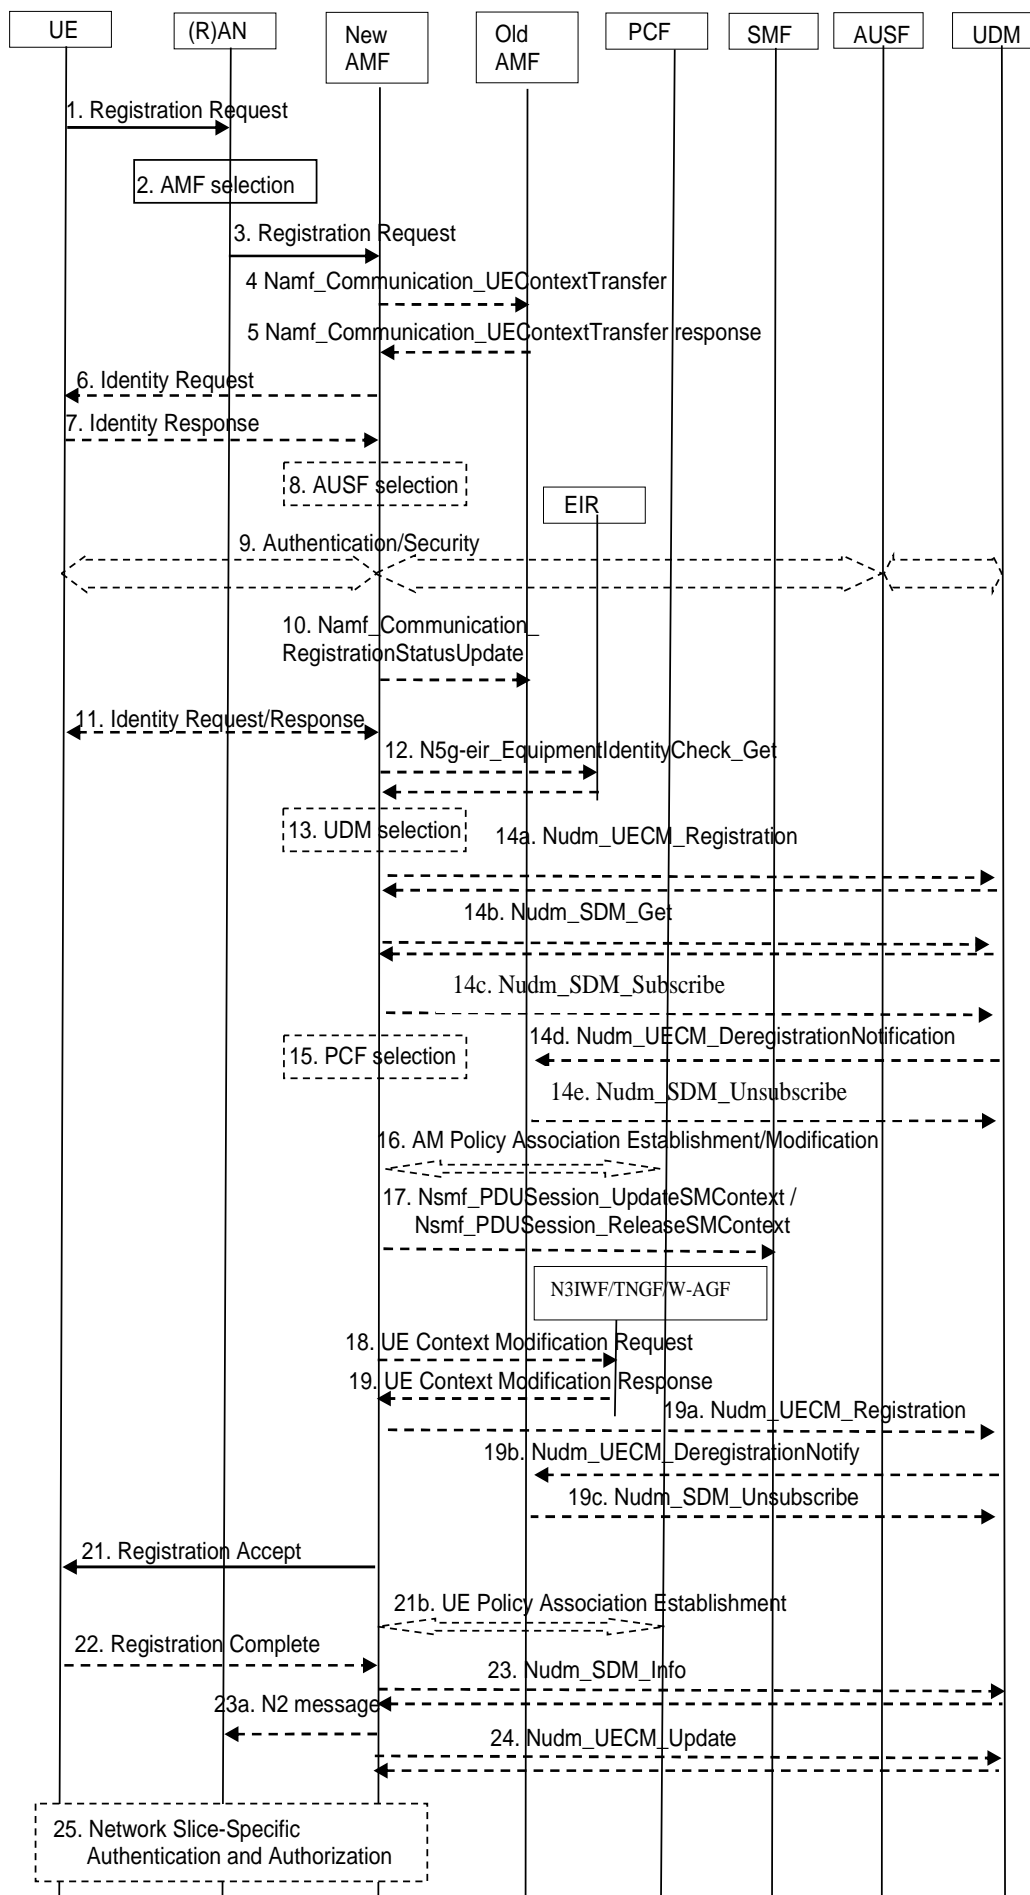 UE
(R)AN
New
AMF
Old
AMF
PCF
SMF
AUSF
UDM
1. Registration Request
2. AMF selection
3. Registration Request
4 Namf_Communication_UEContextTransfer
5 Namf_Communication_UEContextTransfer response
6. Identity Request
7. Identity Response
8. AUSF selection
EIR
9. Authentication/Security
10. Namf_Communication_
RegistrationStatusUpdate
11. Identity Request/Response
12. N5g-eir_EquipmentIdentityCheck_Get
13. UDM selection
14a. Nudm_UECM_Registration
14b. Nudm_SDM_Get
14c. Nudm_SDM_Subscribe
14d. Nudm_UECM_DeregistrationNotification
15. PCF selection
14e. Nudm_SDM_Unsubscribe
16. AM Policy Association Establishment/Modification
17. Nsmf_PDUSession_UpdateSMContext /
Nsmf_PDUSession_ReleaseSMContext
N3IWF/TNGF/W-AGF
18. UE Context Modification Request
19. UE Context Modification Response
19a. Nudm_UECM_Registration
19b. Nudm_UECM_DeregistrationNotify
19c. Nudm_SDM_Unsubscribe
21. Registration Accept
21b. UE Policy Association Establishment
22. Registration Complete
23. Nudm_SDM_Info
23a. N2 message
24. Nudm_UECM_Update
25. Network Slice-Specific
Authentication and Authorization